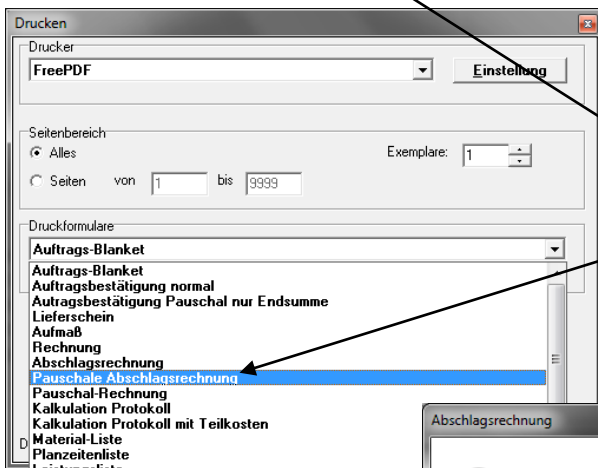 Drucken
Drucker
FreePDF
Einstellung
Seitenbereich
Alles
Exemplare: 1
Seiten von 1 bis 9999
Druckformulare
Auftrags-Blanket
Auftrags-Blanket
Auftragsbestätigung normal
Autragsbestätigung Pauschal nur Endsumme
Lieferschein
Aufmaß
Rechnung
Abschlagsrechnung
Pauschale Abschlagsrechnung
Pauschal-Rechnung
Kalkulation Protokoll
Kalkulation Protokoll mit Teilkosten
Abschlagsrechnung
D
Material-Liste
Planzeitenliste
Leistungsliste